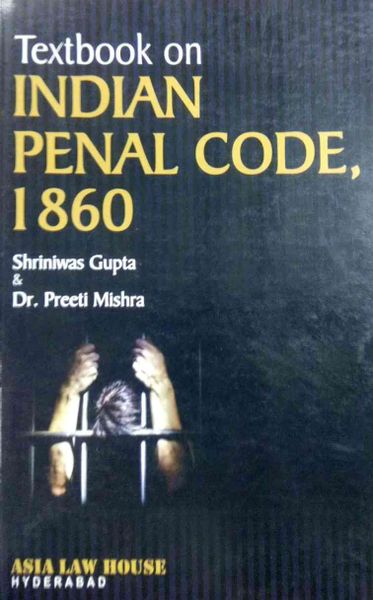 Textbook on
INDIAN
PENAL CODE,
1860
Shriniwas Gupta
&
Dr. Preeti Mishra
ASIA LAW HOUSE
HYDERABAD